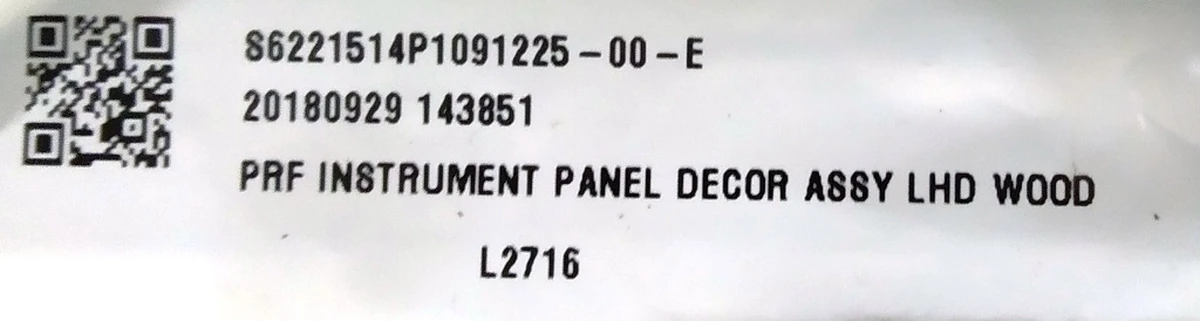 S6221514P1091225-00-E
20180929 143851
PRF INSTRUMENT PANEL DECOR ASSY LHD WOOD
L2716